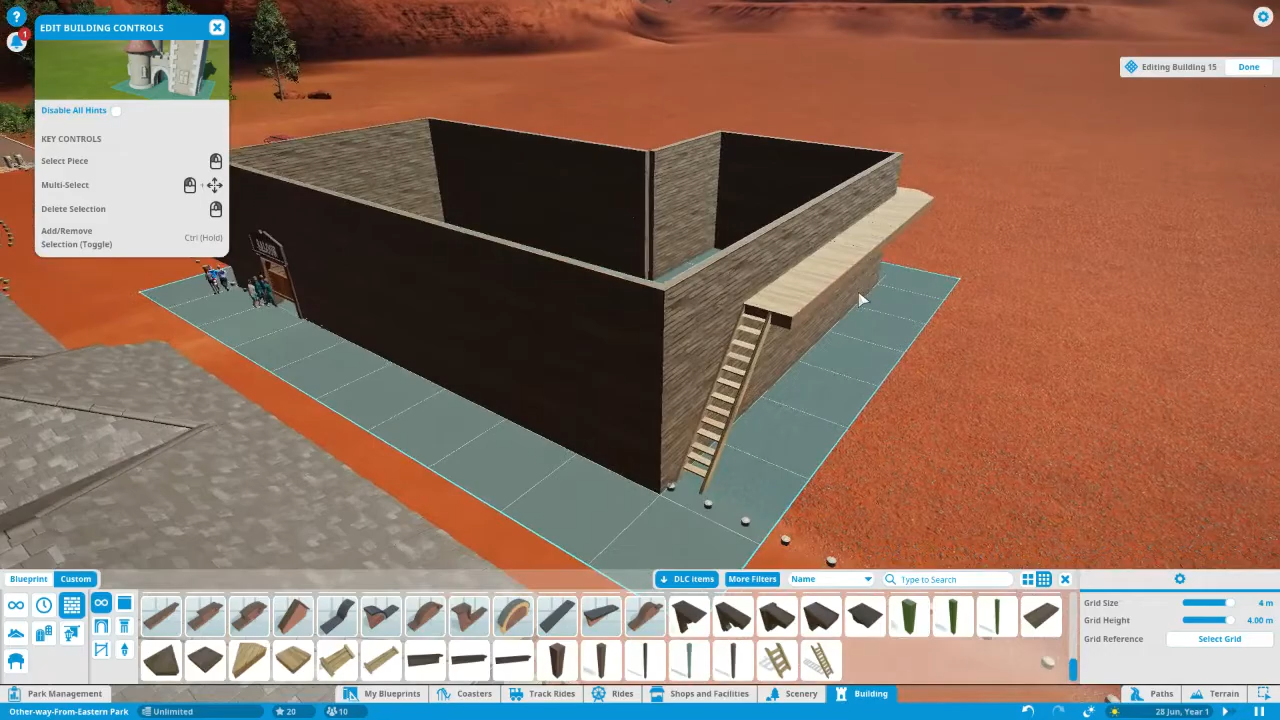 ?
EDIT BUILDING CONTROLS
1
Disable All Hints
KEY CONTROLS
Select Piece
Multi-Select
+
Delete Selection
Add/Remove
Selection (Toggle)
Ctrl (Hold)
Editing Building 15
Done
SALOON
Blueprint
Custom
DLC items
More Filters
Name
Type to Search
Grid Size
4 m
Grid Height
4.00 m
Grid Reference
Select Grid
Park Management
My Blueprints
Coasters
Track Rides
Rides
Shops and Facilities
Scenery
Building
Paths
Terrain
Other-way-From-Eastern Park
Unlimited
20
10
28 Jun, Year 1